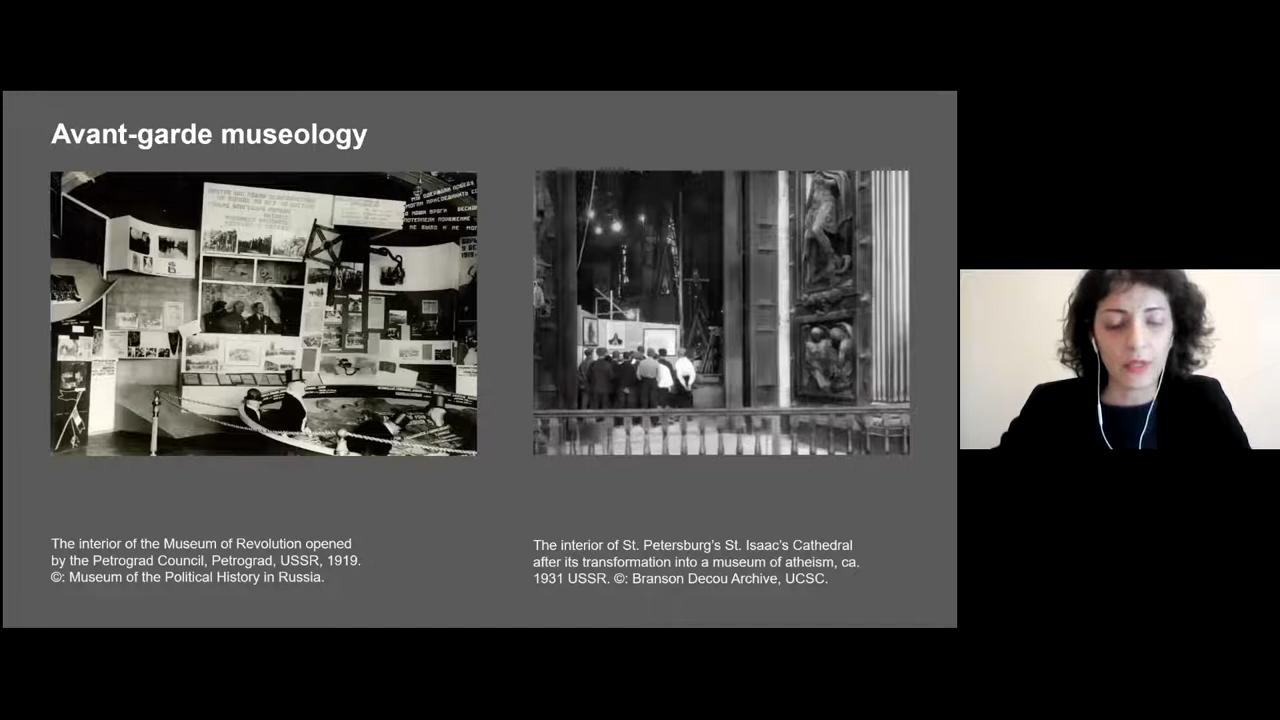 Avant-garde museology
The interior of the Museum of Revolution opened
by the Petrograd Council, Petrograd, USSR, 1919.
©: Museum of the Political History in Russia.
The interior of St. Petersburg's St. Isaac's Cathedral
after its transformation into a museum of atheism, ca.
1931 USSR. ©: Branson Decou Archive, UCSC.